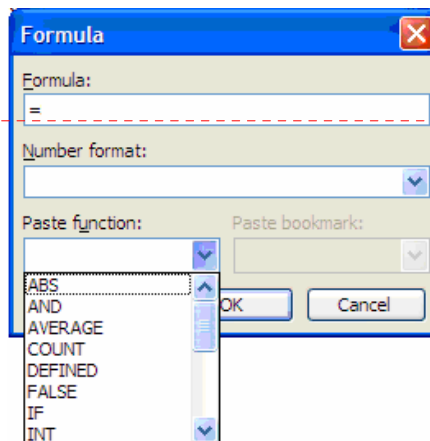 Formula
Formula:
=
Number format:
Paste function:
Paste bookmark:
ABS
AND
AVERAGE
COUNT
DEFINED
FALSE
IF
INT
OK
Cancel